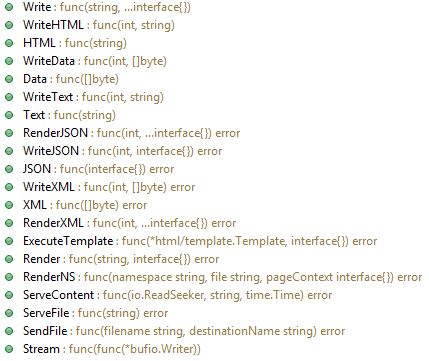 Write : func(string, ...interface{})
WriteHTML : func(int, string)
HTML : func(string)
WriteData : func(int, []byte)
Data : func([]byte)
WriteText : func(int, string)
Text : func(string)
RenderJSON : func(int, ...interface{}) error
WriteJSON : func(int, interface{}) error
JSON : func(interface{}) error
WriteXML : func(int, []byte) error
XML : func([]byte) error
RenderXML : func(int, ...interface{}) error
ExecuteTemplate : func(*html/template.Template, interface{}) error
Render : func(string, interface{}) error
RenderNS : func(namespace string, file string, pageContext interface{}) error
ServeContent : func(io.ReadSeeker, string, time.Time) error
ServeFile : func(string) error
SendFile : func(filename string, destinationName string) error
Stream : func(func(*bufio.Writer))